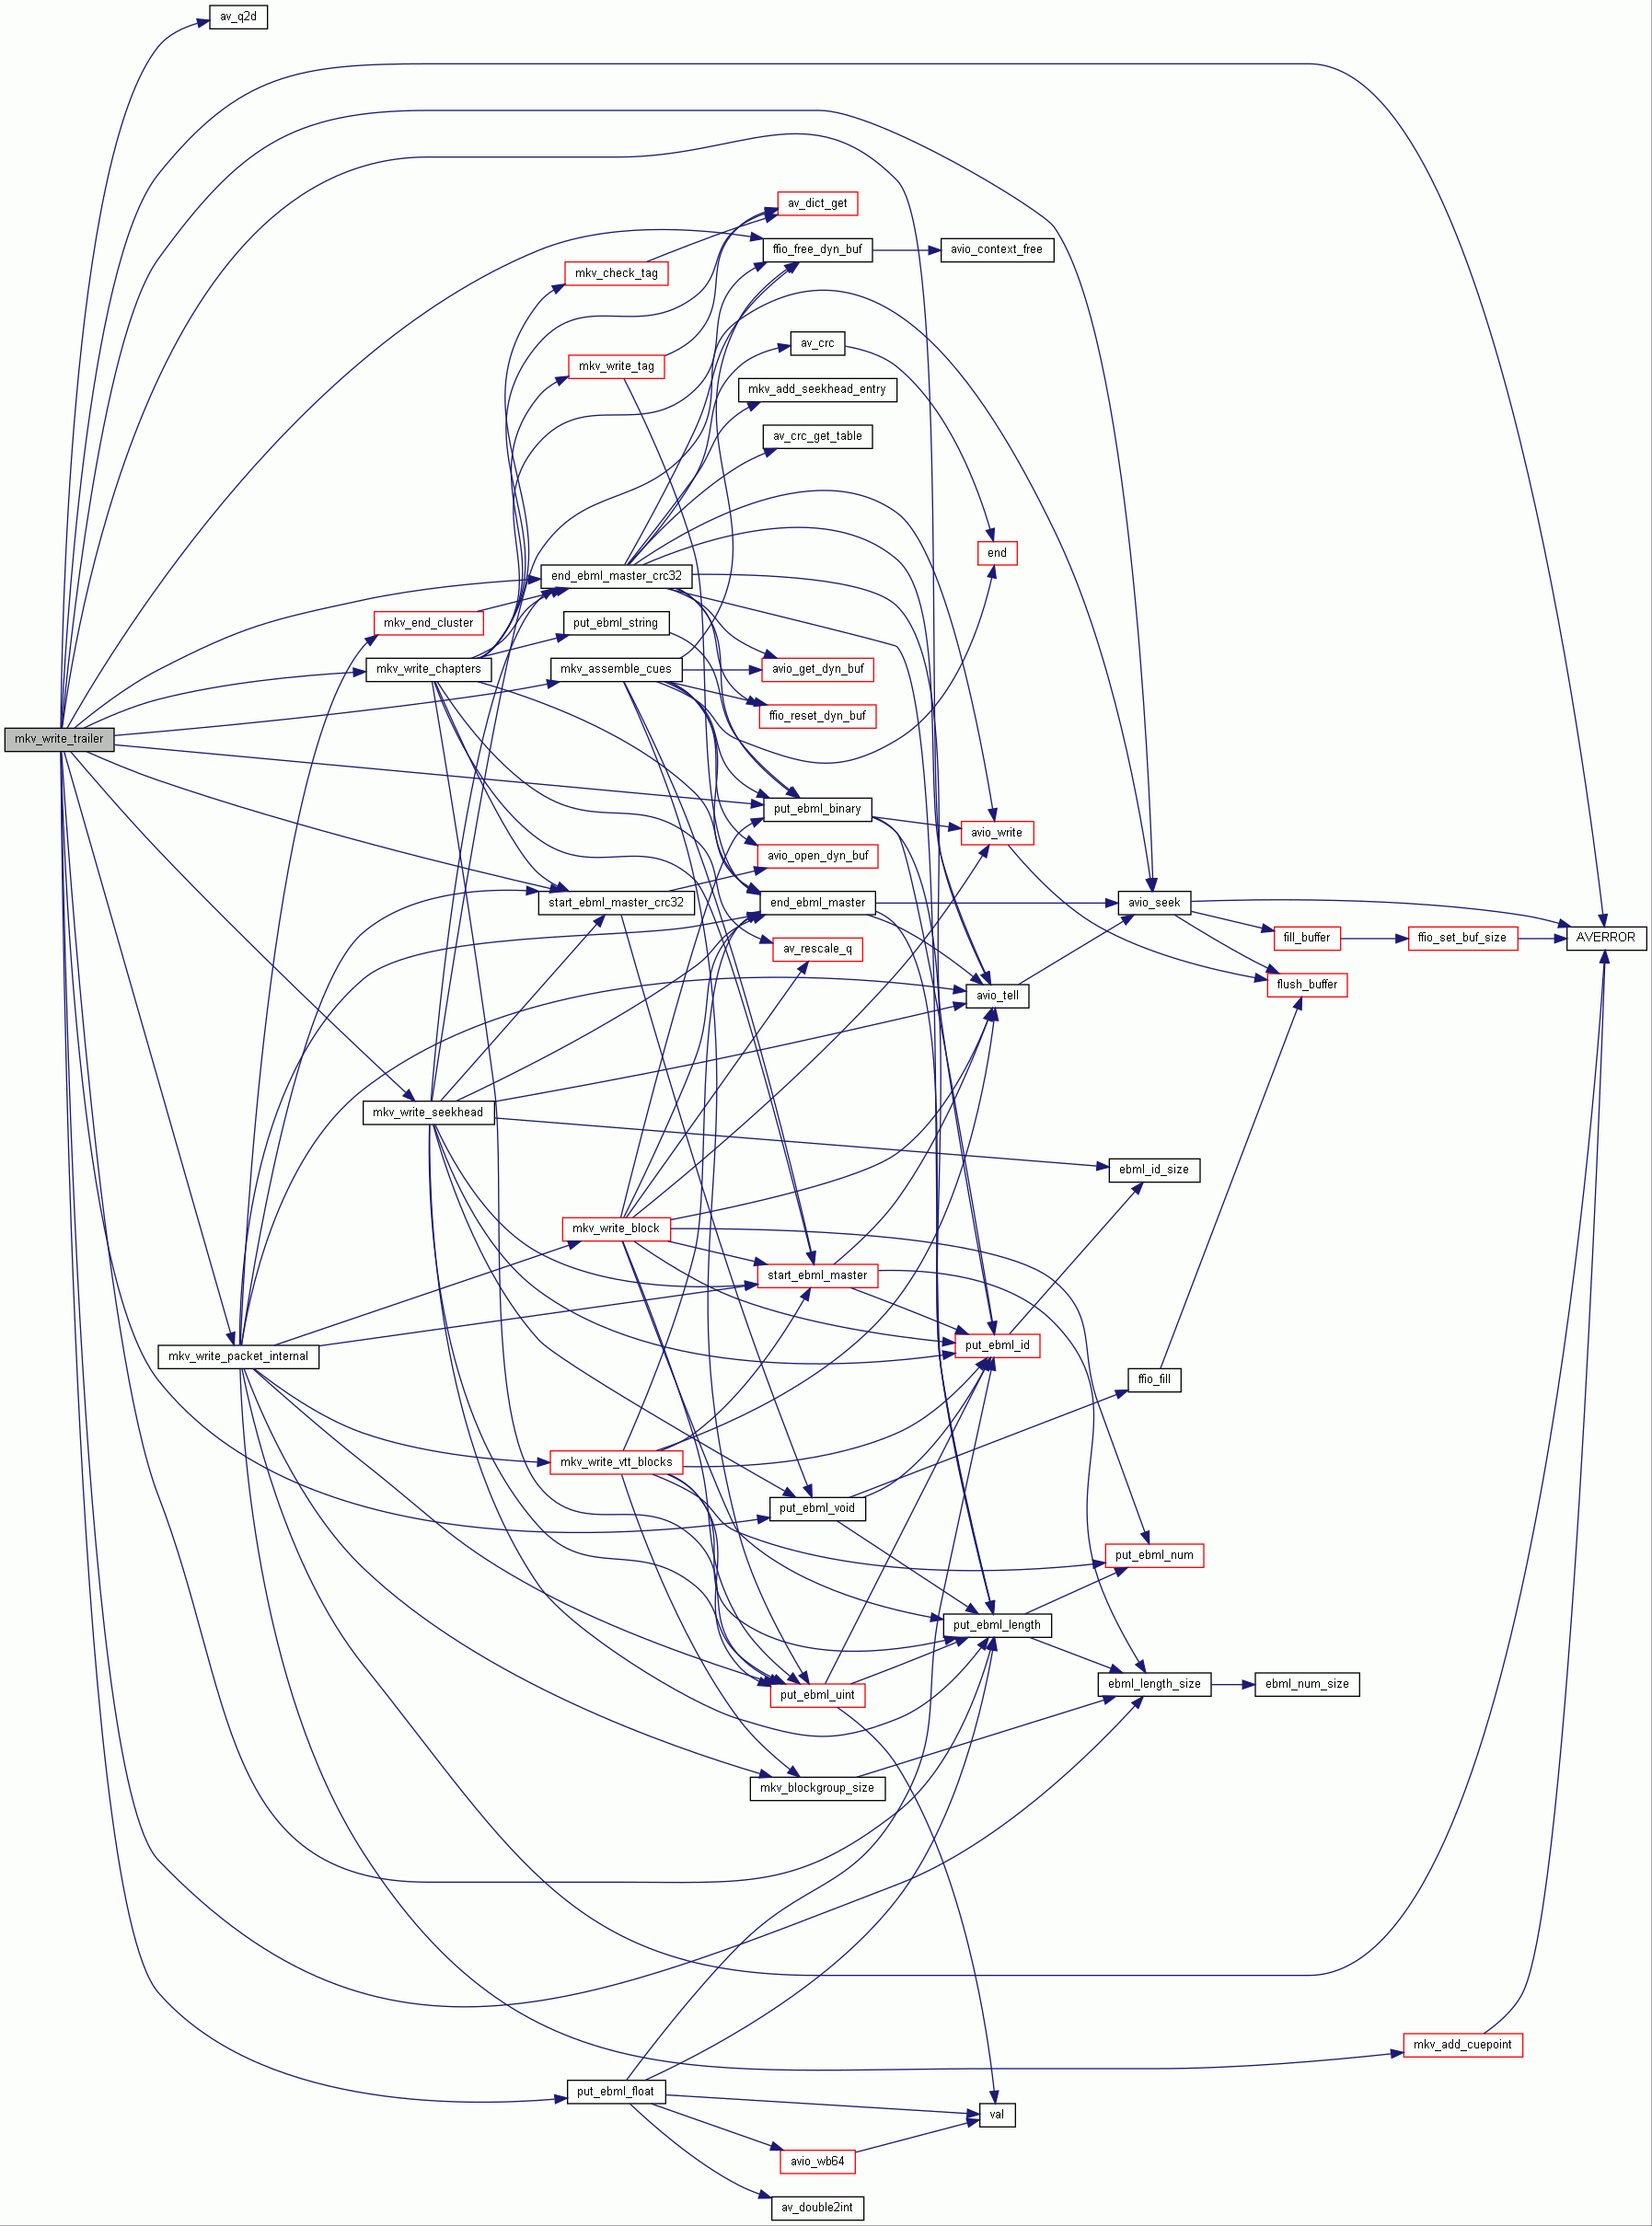 av_q2d
av_dict_get
ffio_free_dyn_buf
avio_context_free
mkv_check_tag
av_crc
mkv_write_tag
mkv_add_seekhead_entry
av_crc_get_table
end
end_ebml_master_crc32
mkv_end_cluster
put_ebml_string
mkv_write_chapters
mkv_assemble_cues
avio_get_dyn_buf
ffio_reset_dyn_buf
mkv_write_trailer
put_ebml_binary
avio_write
avio_open_dyn_buf
start_ebml_master_crc32
end_ebml_master
avio_seek
fill_buffer
ffio_set_buf_size
AVERROR
av_rescale_q
flush_buffer
avio_tell
mkv_write_seekhead
ebml_id_size
mkv_write_block
start_ebml_master
put_ebml_id
mkv_write_packet_internal
ffio_fill
mkv_write_vtt_blocks
put_ebml_void
put_ebml_num
put_ebml_length
ebml_length_size
ebml_num_size
put_ebml_uint
mkv_blockgroup_size
mkv_add_cuepoint
put_ebml_float
val
avio_wb64
av_double2int